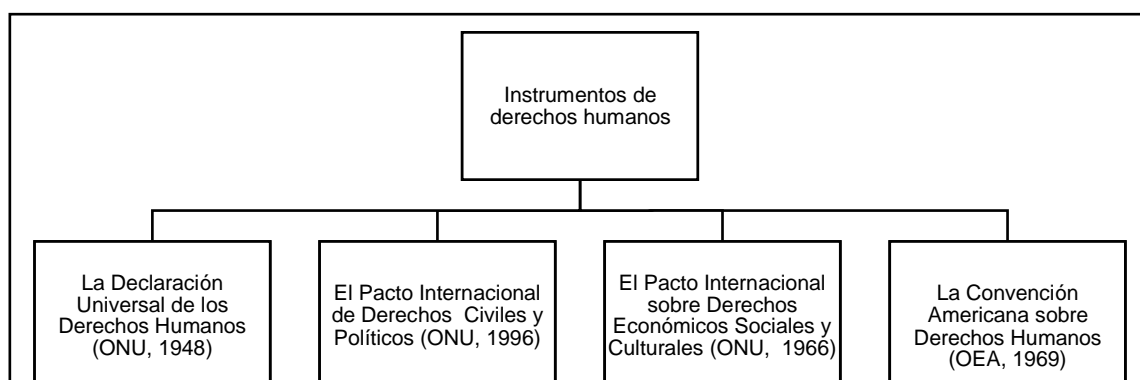 Instrumentos de
derechos humanos
La Declaración
Universal de los
Derechos Humanos
(ONU, 1948)
El Pacto Internacional
de Derechos  Civiles y
Políticos (ONU, 1996)
El Pacto Internacional
sobre Derechos
Económicos Sociales y
Culturales (ONU,  1966)
La Convención
Americana sobre
Derechos Humanos
(OEA, 1969)